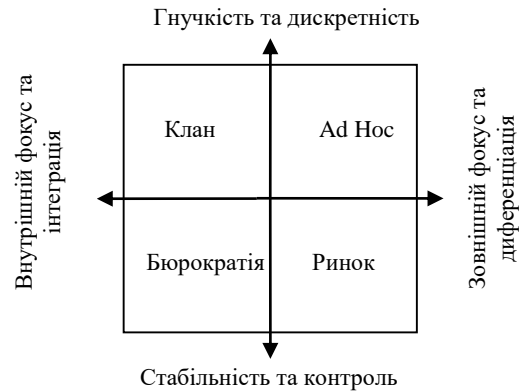 Гнучкість та дискретність
Внутрішній фокус та
інтеграція
Клан
Ad Hoc
Зовнішній фокус та
диференціація
Бюрократія
Ринок
Стабільність та контроль